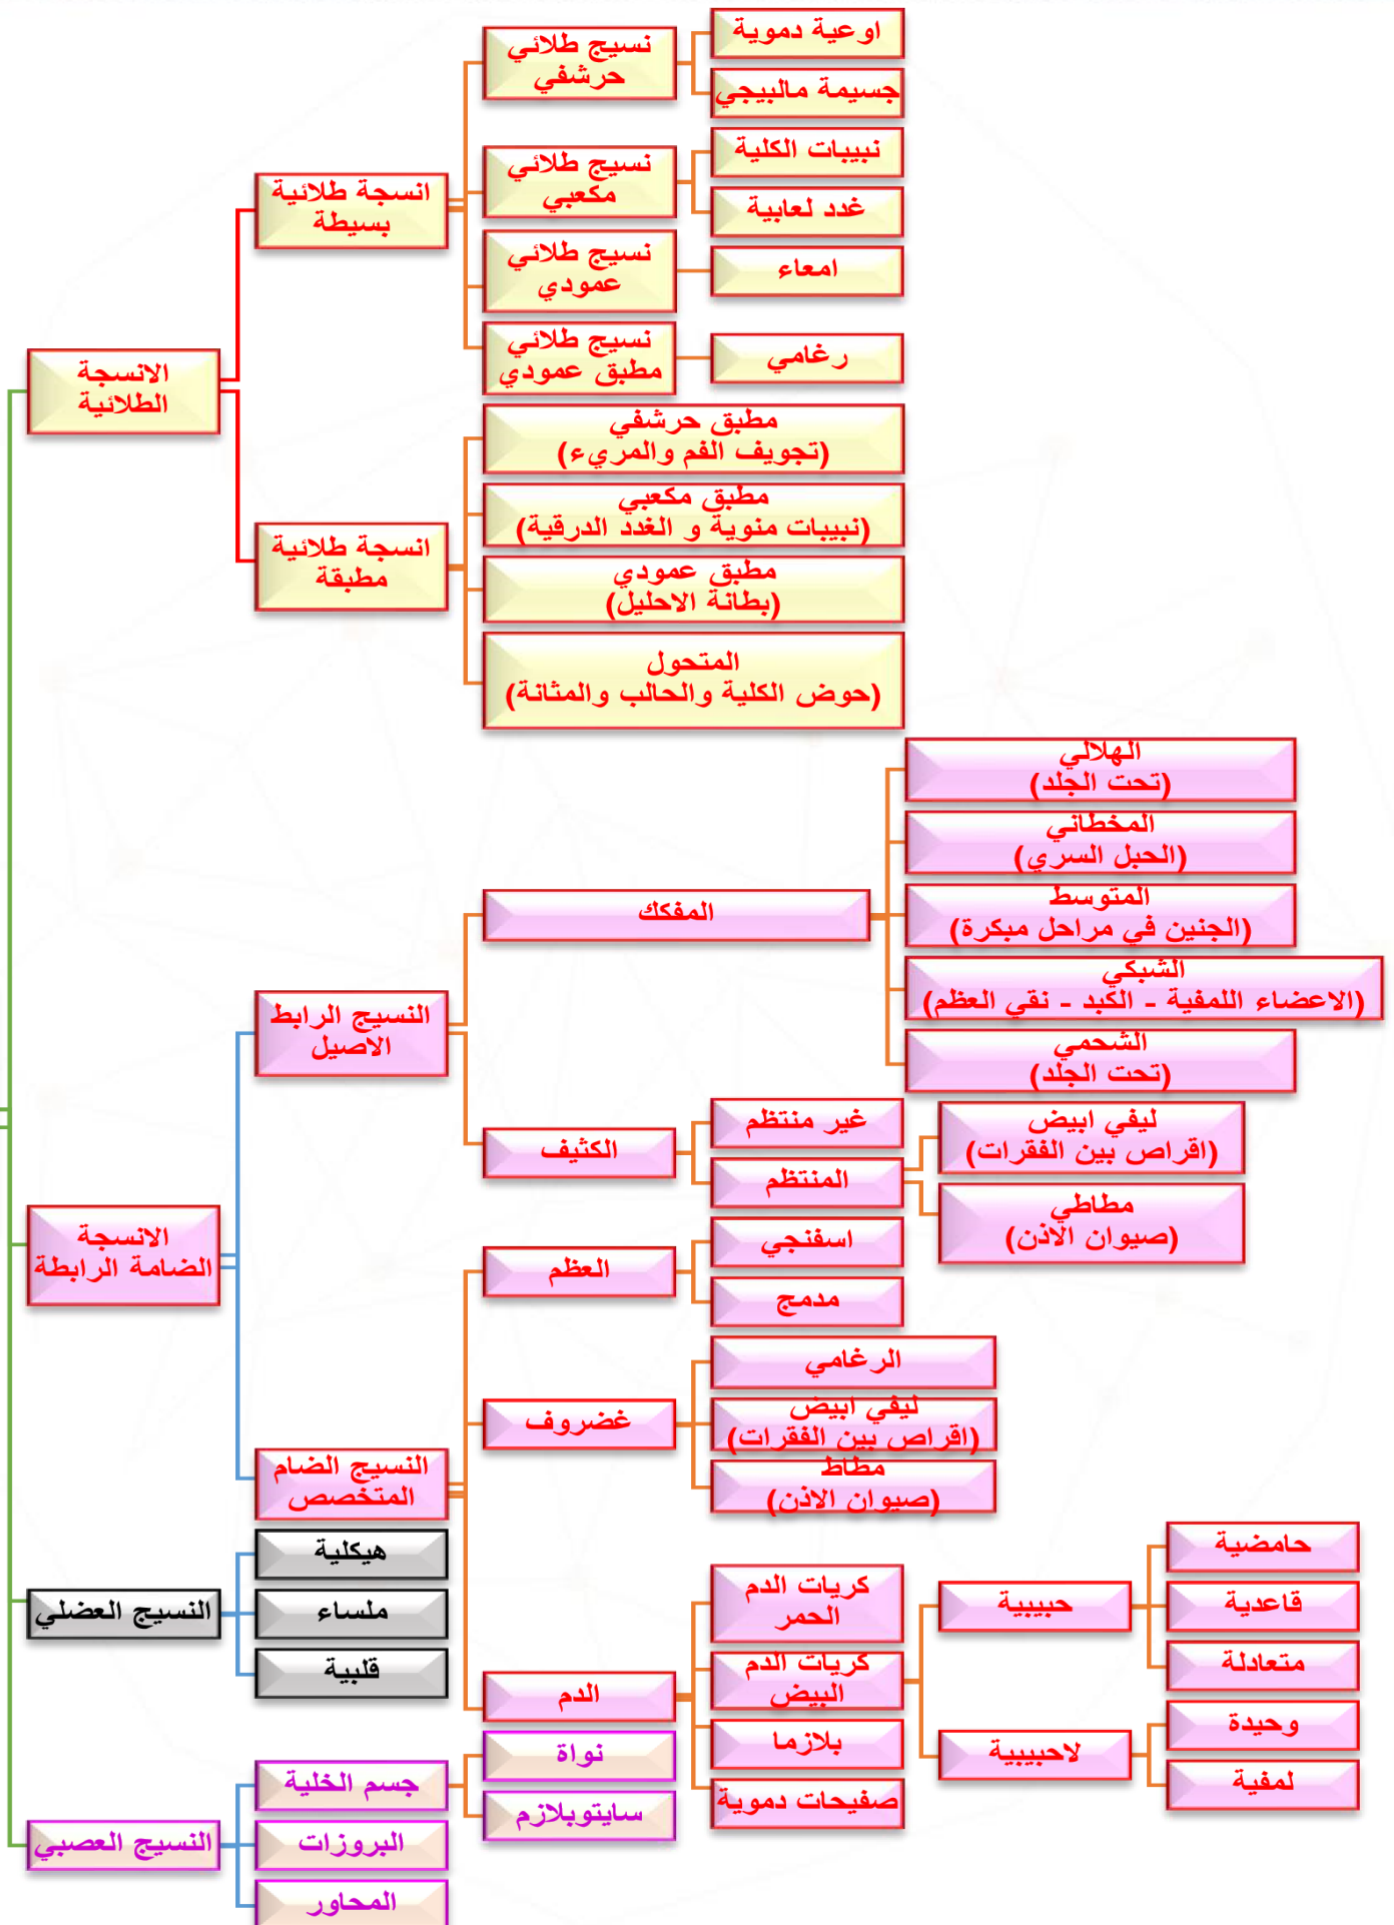 الانسجة
الطلائية
انسجة طلائية
بسيطة
نسيج طلائي
حرشفي
اوعية دموية
جسيمة مالبيجي
نسيج طلائي
مكعبي
نبيبات الكلية
غدد لعابية
نسيج طلائي
عمودي
امعاء
نسيج طلائي
مطبق عمودي
رغامي
انسجة طلائية
مطبقة
مطبق حرشفي
(تجويف الفم والمريء)
مطبق مكعبي
(نبيبات منوية و الغدد الدرقية)
مطبق عمودي
(بطانة الاحليل)
المتحول
(حوض الكلية والحالب والمثانة)
الانسجة
الضامة الرابطة
النسيج الرابط
الاصيل
المفكك
الهلالي
(تحت الجلد)
المخطاني
(الحبل السري)
المتوسط
(الجنين في مراحل مبكرة)
الشبكي
(الاعضاء اللمفية - الكبد - نقي العظم)
الشحمي
(تحت الجلد)
الكثيف
غير منتظم
المنتظم
ليفي ابيض
(اقراص بين الفقرات)
مطاطي
(صيوان الاذن)
النسيج الضام
المتخصص
العظم
اسفنجي
مدمج
غضروف
الرغامي
ليفي ابيض
(اقراص بين الفقرات)
مطاط
(صيوان الاذن)
الدم
كريات الدم
الحمر
كريات الدم
البيض
حبيبية
حامضية
قاعدية
متعادلة
لاحبيبية
وحيدة
لمفية
بلازما
صفيحات دموية
النسيج العضلي
هيكلية
ملساء
قلبية
النسيج العصبي
جسم الخلية
نواة
سايتوبلازم
البروزات
المحاور